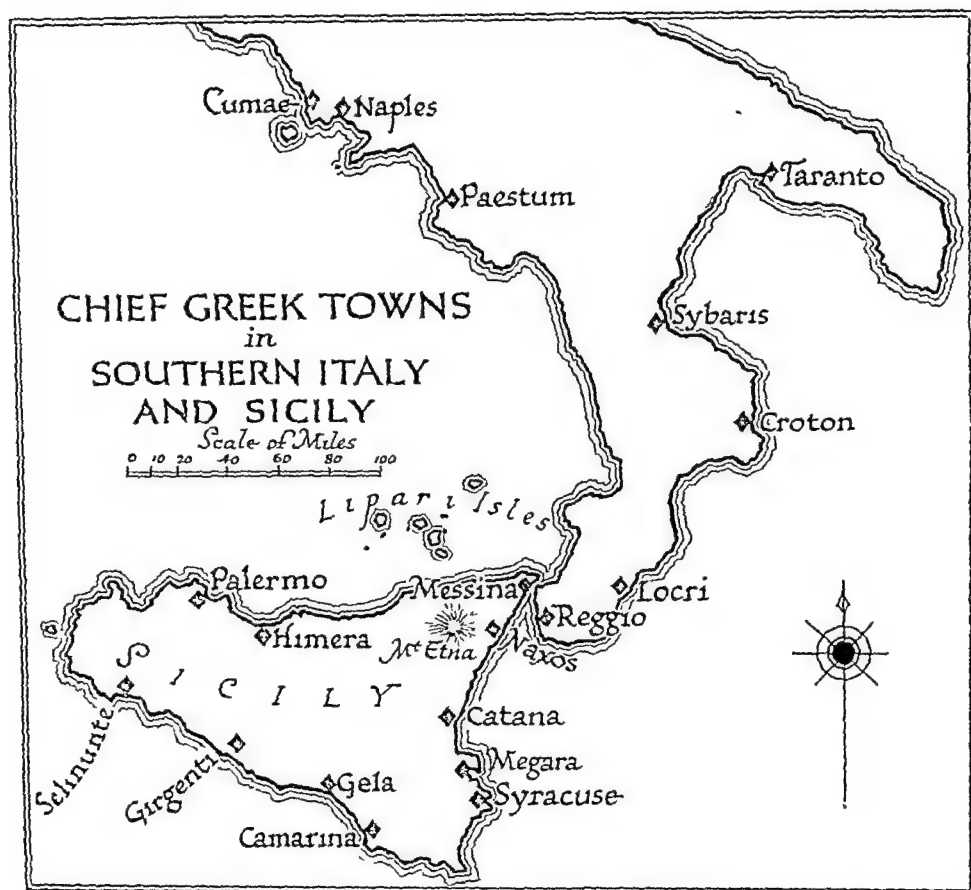 Cumae
Naples
Paestum
Taranto
CHIEF GREEK TOWNS
in
SOUTHERN ITALY
AND SICILY
Scale of Miles
0 10 20 40 60 80 100
Sybaris
Croton
Lipari Isles
Palermo
Messina
Locri
Himera
Mt Etna
Naxos
Reggio
SICILY
Selinunte
Girgenti
Catana
Megara
Gela
Syracuse
Camarina